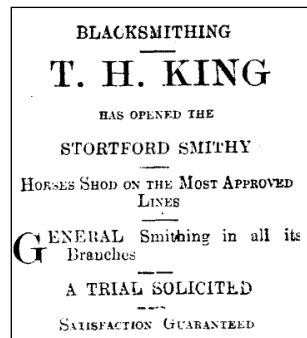 BLACKSMITHING
T. H. KING
HAS OPENED THE
STORTFORD SMITHY
HORSES SHOD ON THE MOST APPROVED
LINES
GENERAL Smithing in all its
Branches
A TRIAL SOLICITED
SATISFACTION GUARANTEED